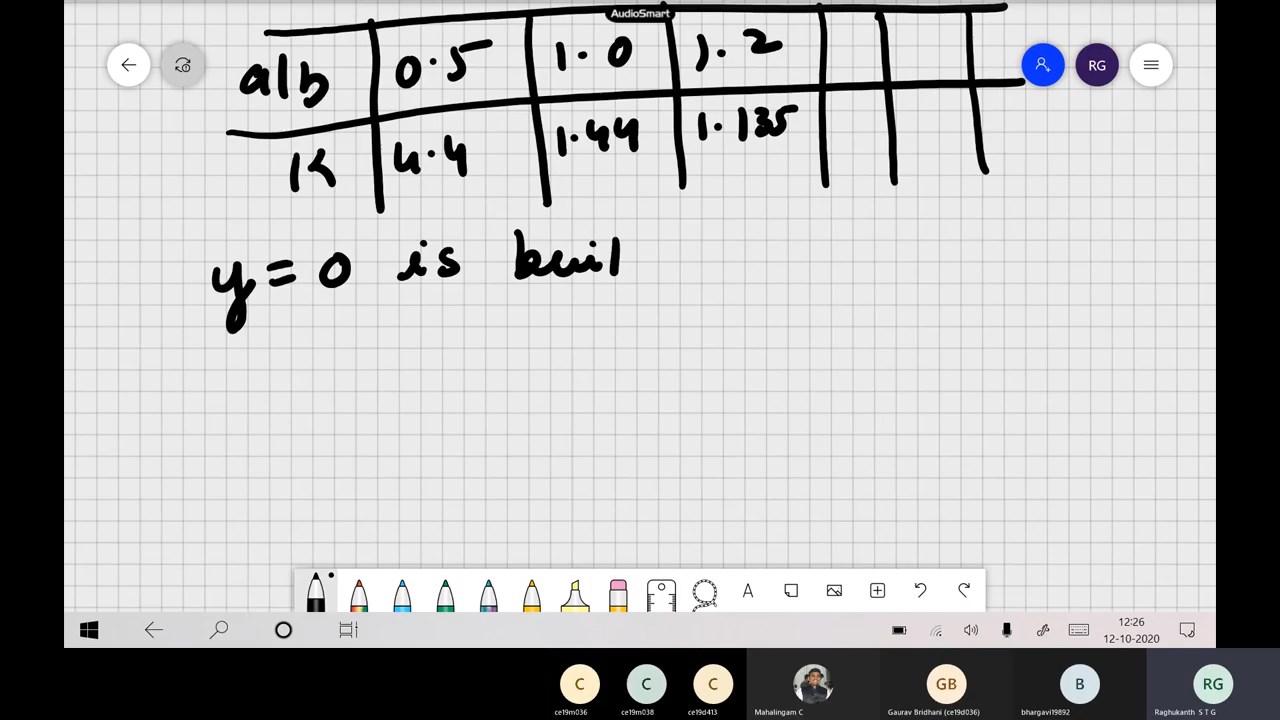 AudioSmart
a/b 0.5 1.0 1.2
K 4.4 1.44 1.135
y = 0 is buil
RG
A
12:26
12-10-2020
C C C GB B RG
ce19m036 ce19m038 ce19d413 Mahalingam C Gaurav Bridhani (ce19d036) bhargavi19892 Raghukanth S T G